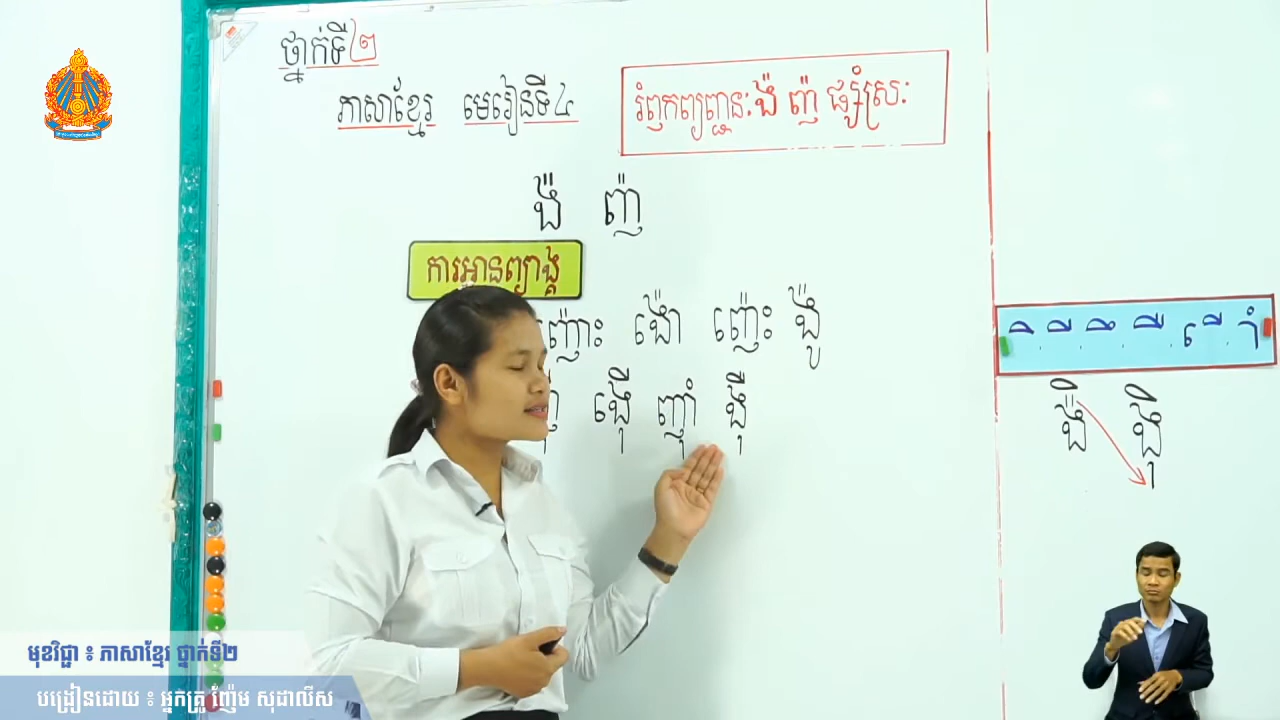 ថ្នាក់ទី២
ភាសាខ្មែរ មេរៀនទី៤
រំឭកព្យញ្ជនៈ ង៉ ញ៉ ផ្សំស្រៈ
ង៉ ញ៉
ការអានព្យាង្គ
ញ៉ោះ ង៉ោ ញ៉េះ ង៉ូ
ងើុ ញុាំ ងុឺ
ិ ី ឹ ឺ ើ ាំ
ង៉ិ ងុិ
មុខវិជ្ជា ៖ ភាសាខ្មែរ ថ្នាក់ទី២
បង្រៀនដោយ ៖ អ្នកគ្រូ ញ៉ែម សុដាលីស